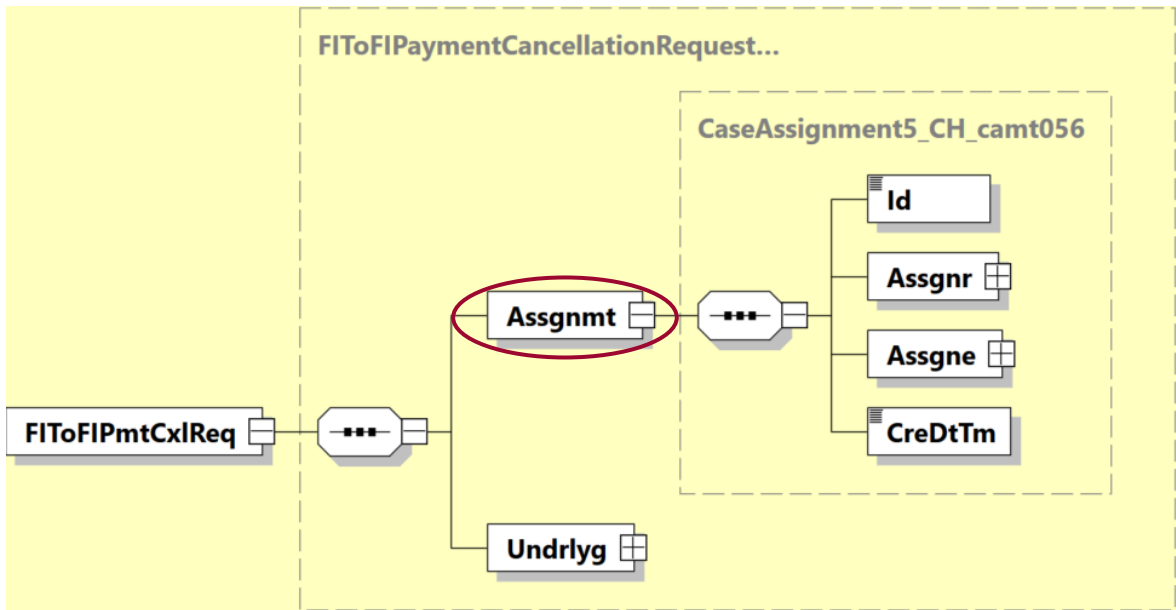 FIToFIPaymentCancellationRequest...
CaseAssignment5_CH_camt056
Id
Assgnr
Assgnmt
Assgne
FIToFIPmtCxlReq
CreDtTm
Undrlyg